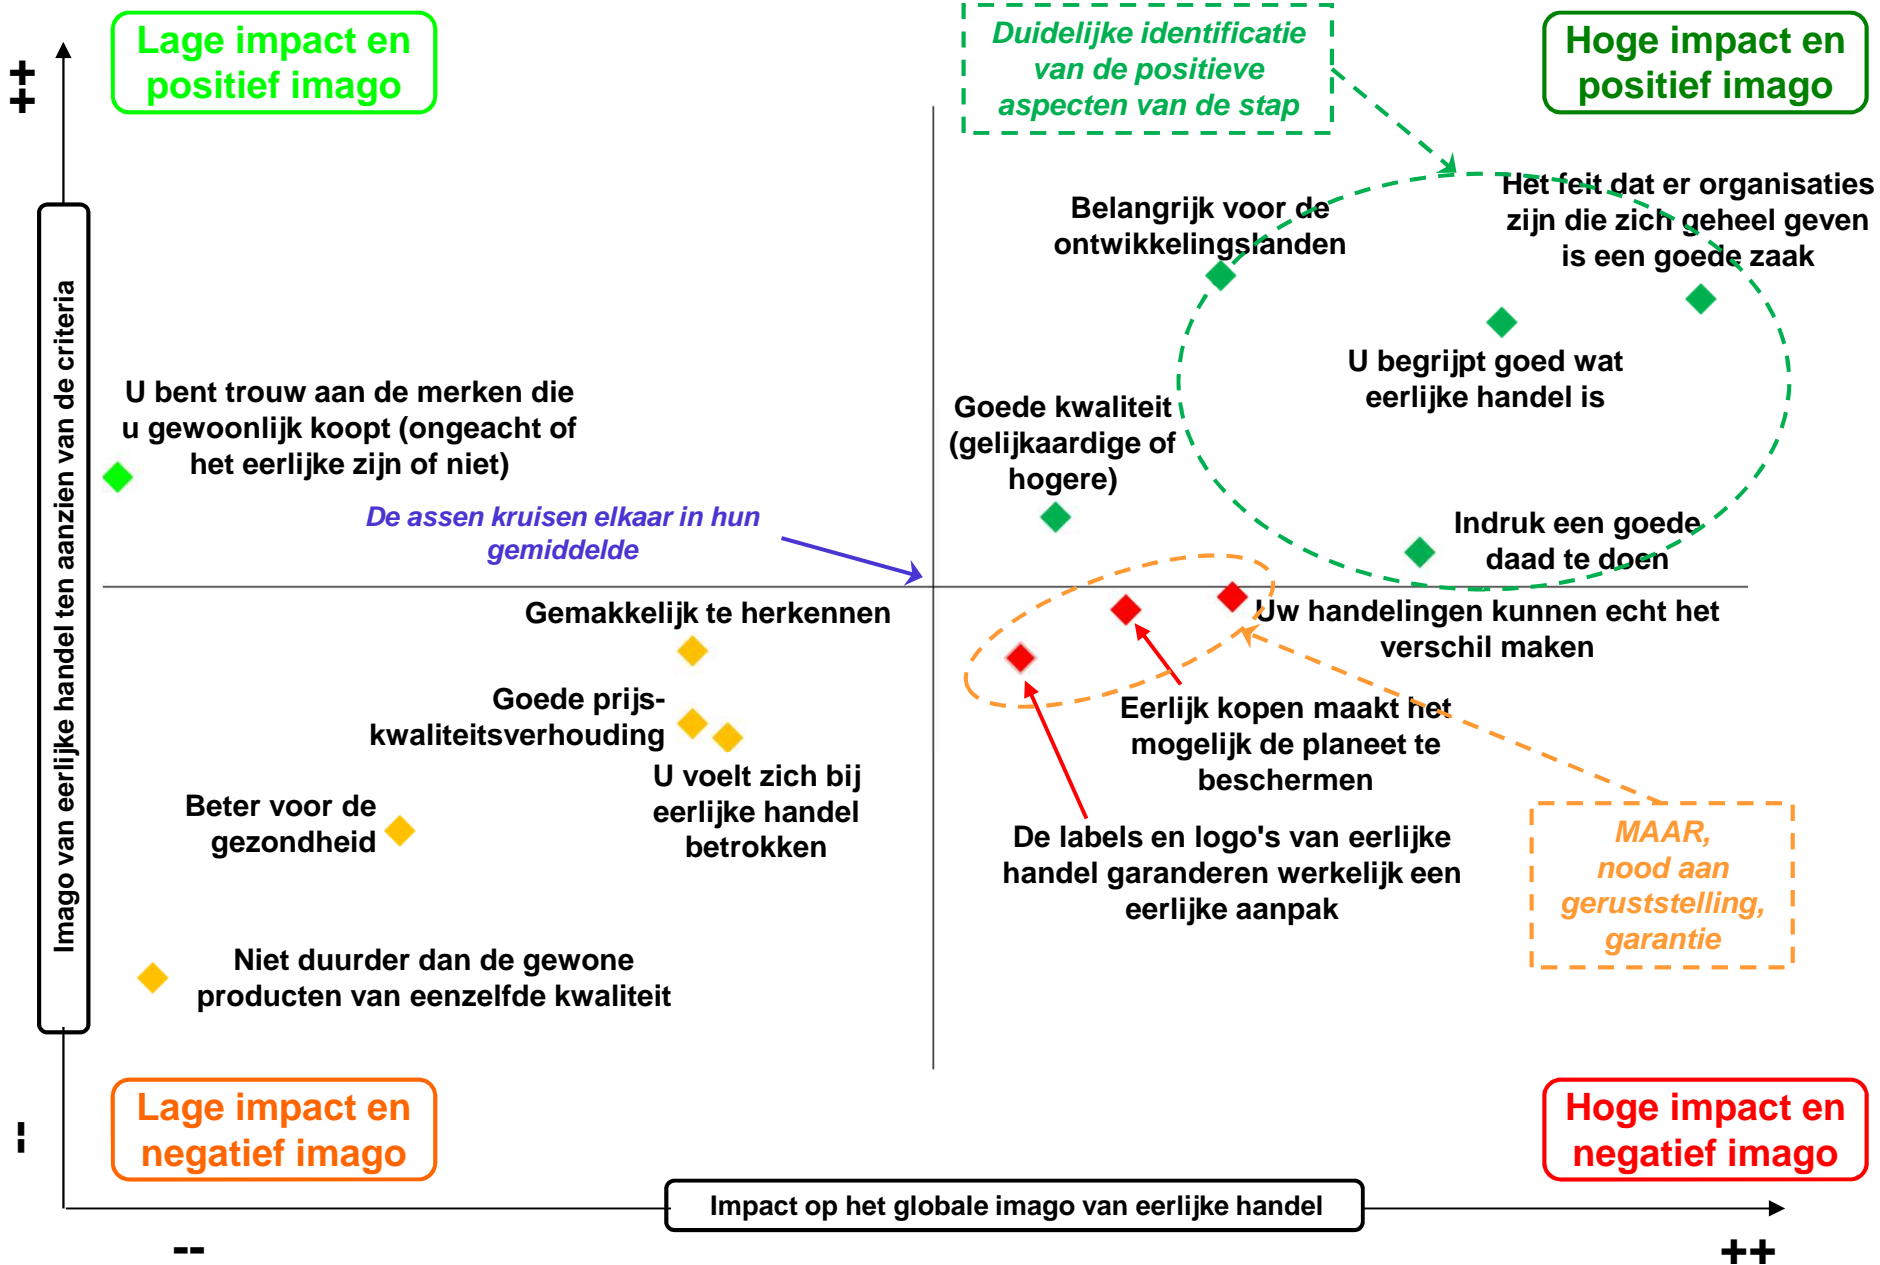 Lage impact en
positief imago
Duidelijke identificatie
van de positieve
aspecten van de stap
Hoge impact en
positief imago
++
Imago van eerlijke handel ten aanzien van de criteria
Belangrijk voor de
ontwikkelingslanden
Het feit dat er organisaties
zijn die zich geheel geven
is een goede zaak
U begrijpt goed wat
eerlijke handel is
U bent trouw aan de merken die
u gewoonlijk koopt (ongeacht of
het eerlijke zijn of niet)
Goede kwaliteit
(gelijkaardige of
hogere)
De assen kruisen elkaar in hun
gemiddelde
Indruk een goede
daad te doen
Gemakkelijk te herkennen
Uw handelingen kunnen echt het
verschil maken
Goede prijs-
kwaliteitsverhouding
Eerlijk kopen maakt het
mogelijk de planeet te
beschermen
U voelt zich bij
eerlijke handel
betrokken
Beter voor de
gezondheid
De labels en logo's van eerlijke
handel garanderen werkelijk een
eerlijke aanpak
MAAR,
nood aan
geruststelling,
garantie
Niet duurder dan de gewone
producten van eenzelfde kwaliteit
--
Lage impact en
negatief imago
Hoge impact en
negatief imago
Impact op het globale imago van eerlijke handel
--
++